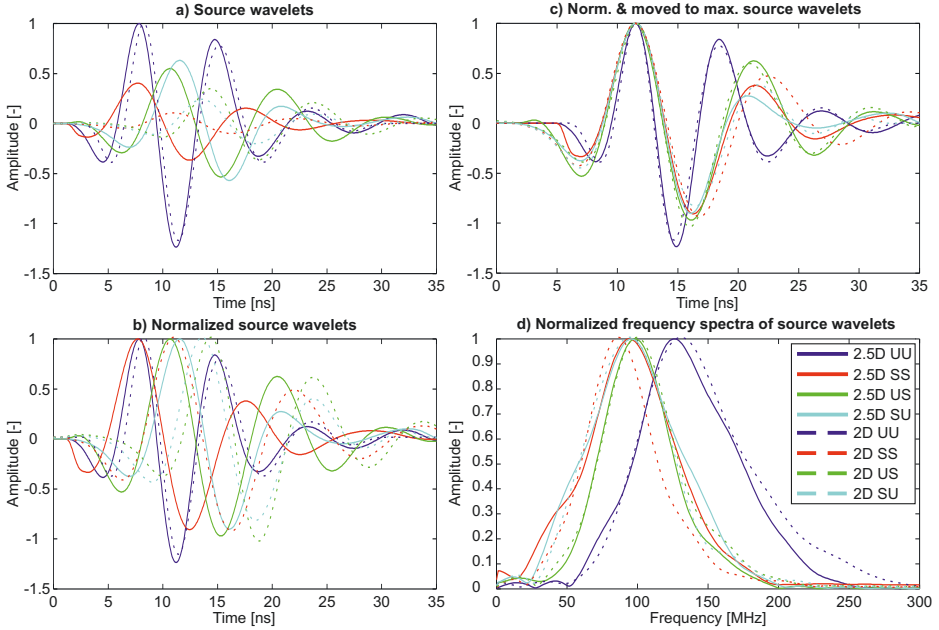 a) Source wavelets
1
0.5
0
-0.5
-1
-1.5
Amplitude [-]
0 5 10 15 20 25 30 35
Time [ns]
c) Norm. & moved to max. source wavelets
1
0.5
0
-0.5
-1
-1.5
Amplitude [-]
0 5 10 15 20 25 30 35
Time [ns]
b) Normalized source wavelets
1
0.5
0
-0.5
-1
-1.5
Amplitude [-]
0 5 10 15 20 25 30 35
Time [ns]
d) Normalized frequency spectra of source wavelets
1
0.9
0.8
0.7
0.6
0.5
0.4
0.3
0.2
0.1
0
Amplitude [-]
0 50 100 150 200 250 300
Frequency [MHz]
2.5D UU
2.5D SS
2.5D US
2.5D SU
2D UU
2D SS
2D US
2D SU